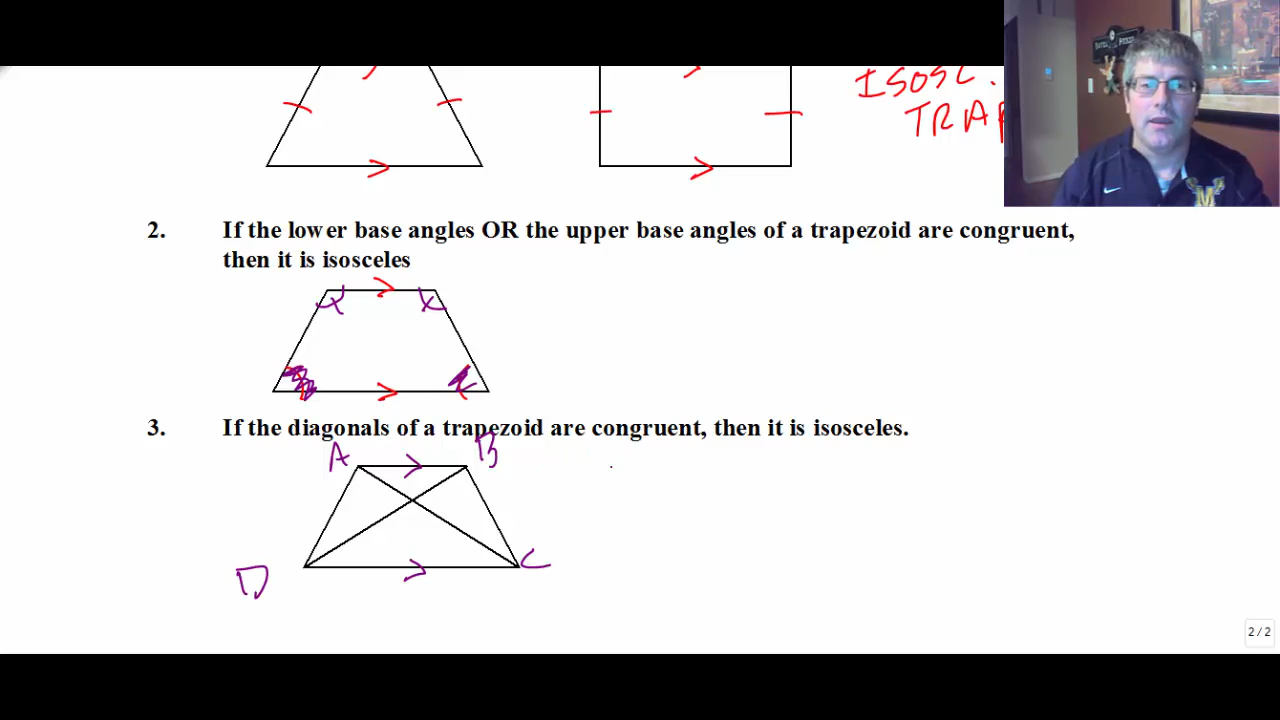 ISOSC.
TRAP
2. If the lower base angles OR the upper base angles of a trapezoid are congruent,
then it is isosceles
3. If the diagonals of a trapezoid are congruent, then it is isosceles.
A B
D C
2 / 2